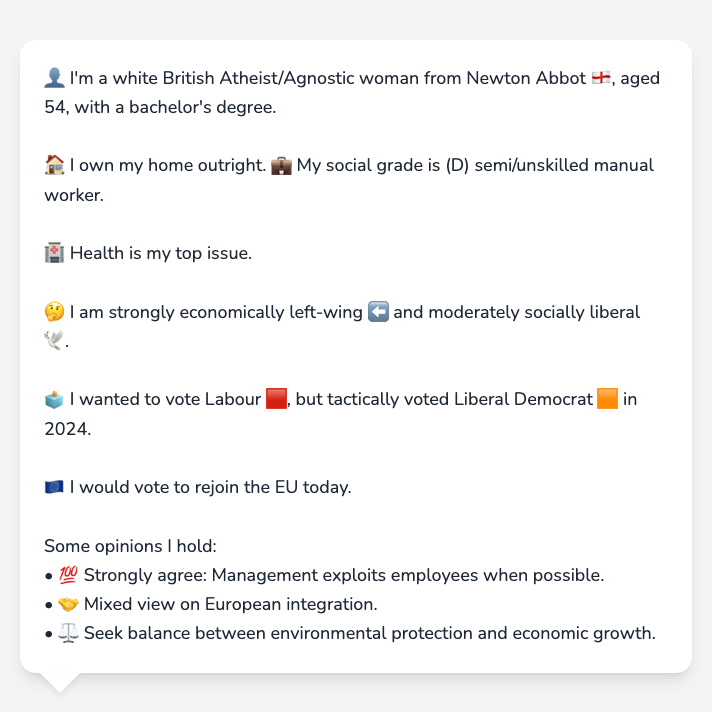 👤 I'm a white British Atheist/Agnostic woman from Newton Abbot 🏴󠁧󠁢󠁥󠁮󠁧󠁿, aged
54, with a bachelor's degree.
🏠 I own my home outright. 💼 My social grade is (D) semi/unskilled manual
worker.
🏥 Health is my top issue.
🤔 I am strongly economically left-wing ⬅️ and moderately socially liberal
🕊️.
🗳️ I wanted to vote Labour 🟥, but tactically voted Liberal Democrat 🟧 in
2024.
🇪🇺 I would vote to rejoin the EU today.
Some opinions I hold:
• 💯 Strongly agree: Management exploits employees when possible.
• 🤝 Mixed view on European integration.
• ⚖️ Seek balance between environmental protection and economic growth.